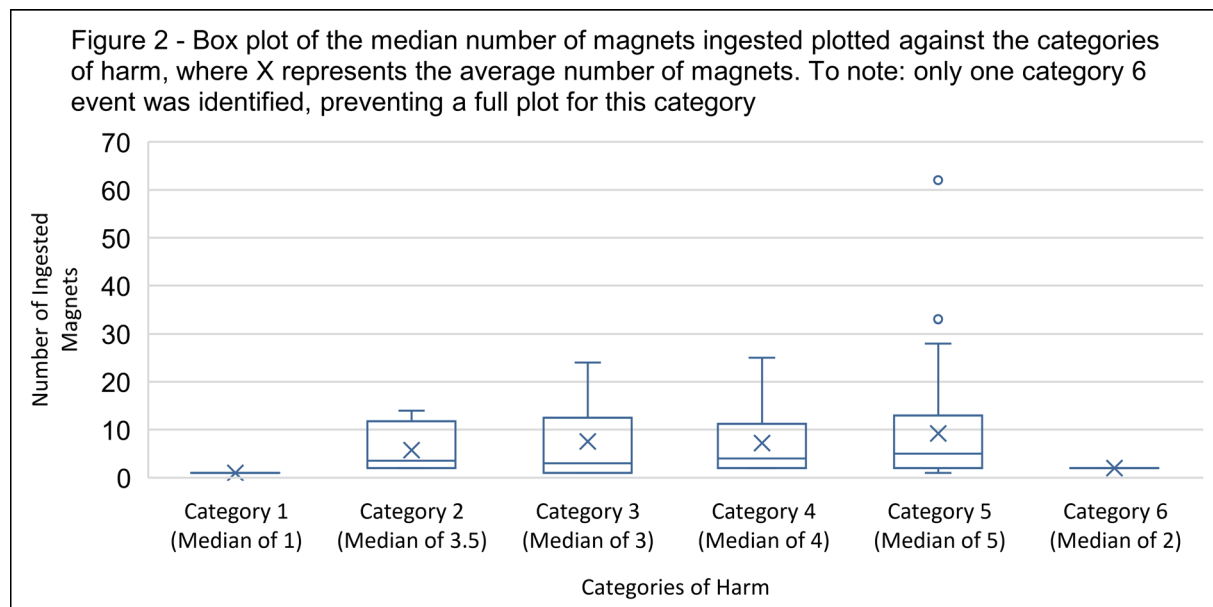 Figure 2 - Box plot of the median number of magnets ingested plotted against the categories
of harm, where X represents the average number of magnets. To note: only one category 6
event was identified, preventing a full plot for this category
70
60
50
40
30
20
10
0
Number of Ingested
Magnets
Category 1
(Median of 1)
Category 2
(Median of 3.5)
Category 3
(Median of 3)
Category 4
(Median of 4)
Category 5
(Median of 5)
Category 6
(Median of 2)
Categories of Harm